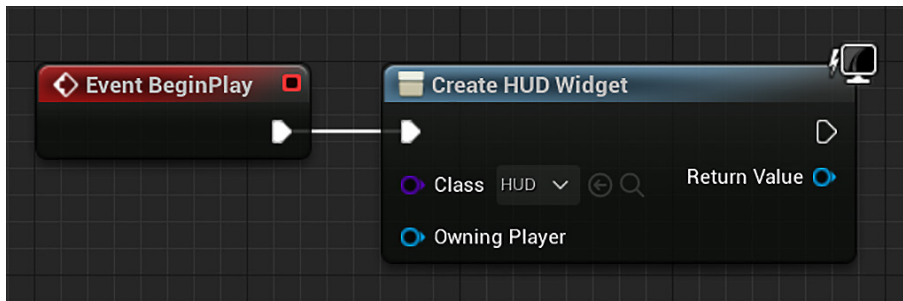 Event BeginPlay
Create HUD Widget
Class HUD
Return Value
Owning Player